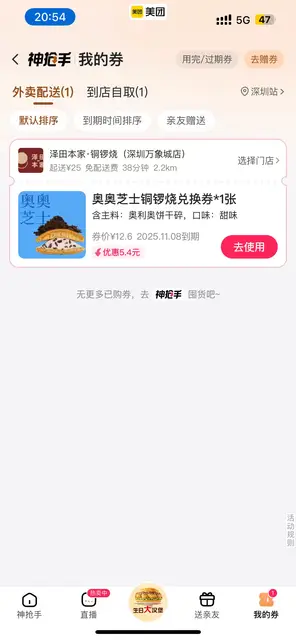 20:54
美团
5G
47
神抢手 我的券
用完/过期券
去赠券
外卖配送(1)
到店自取(1)
深圳站
默认排序
到期时间排序
亲友赠送
泽田本家·铜锣烧（深圳万象城店）
起送¥25 免配送费 38分钟 2.2km
选择门店
奥奥
芝士
奥奥芝士铜锣烧兑换券*1张
含主料：奥利奥饼干碎，口味：甜味
券价¥12.6 2025.11.08到期
优惠5.4元
去使用
无更多已购券，去 神抢手 囤货吧~
活动规则
热卖中
1
生日大汉堡
神抢手
直播
送亲友
我的券